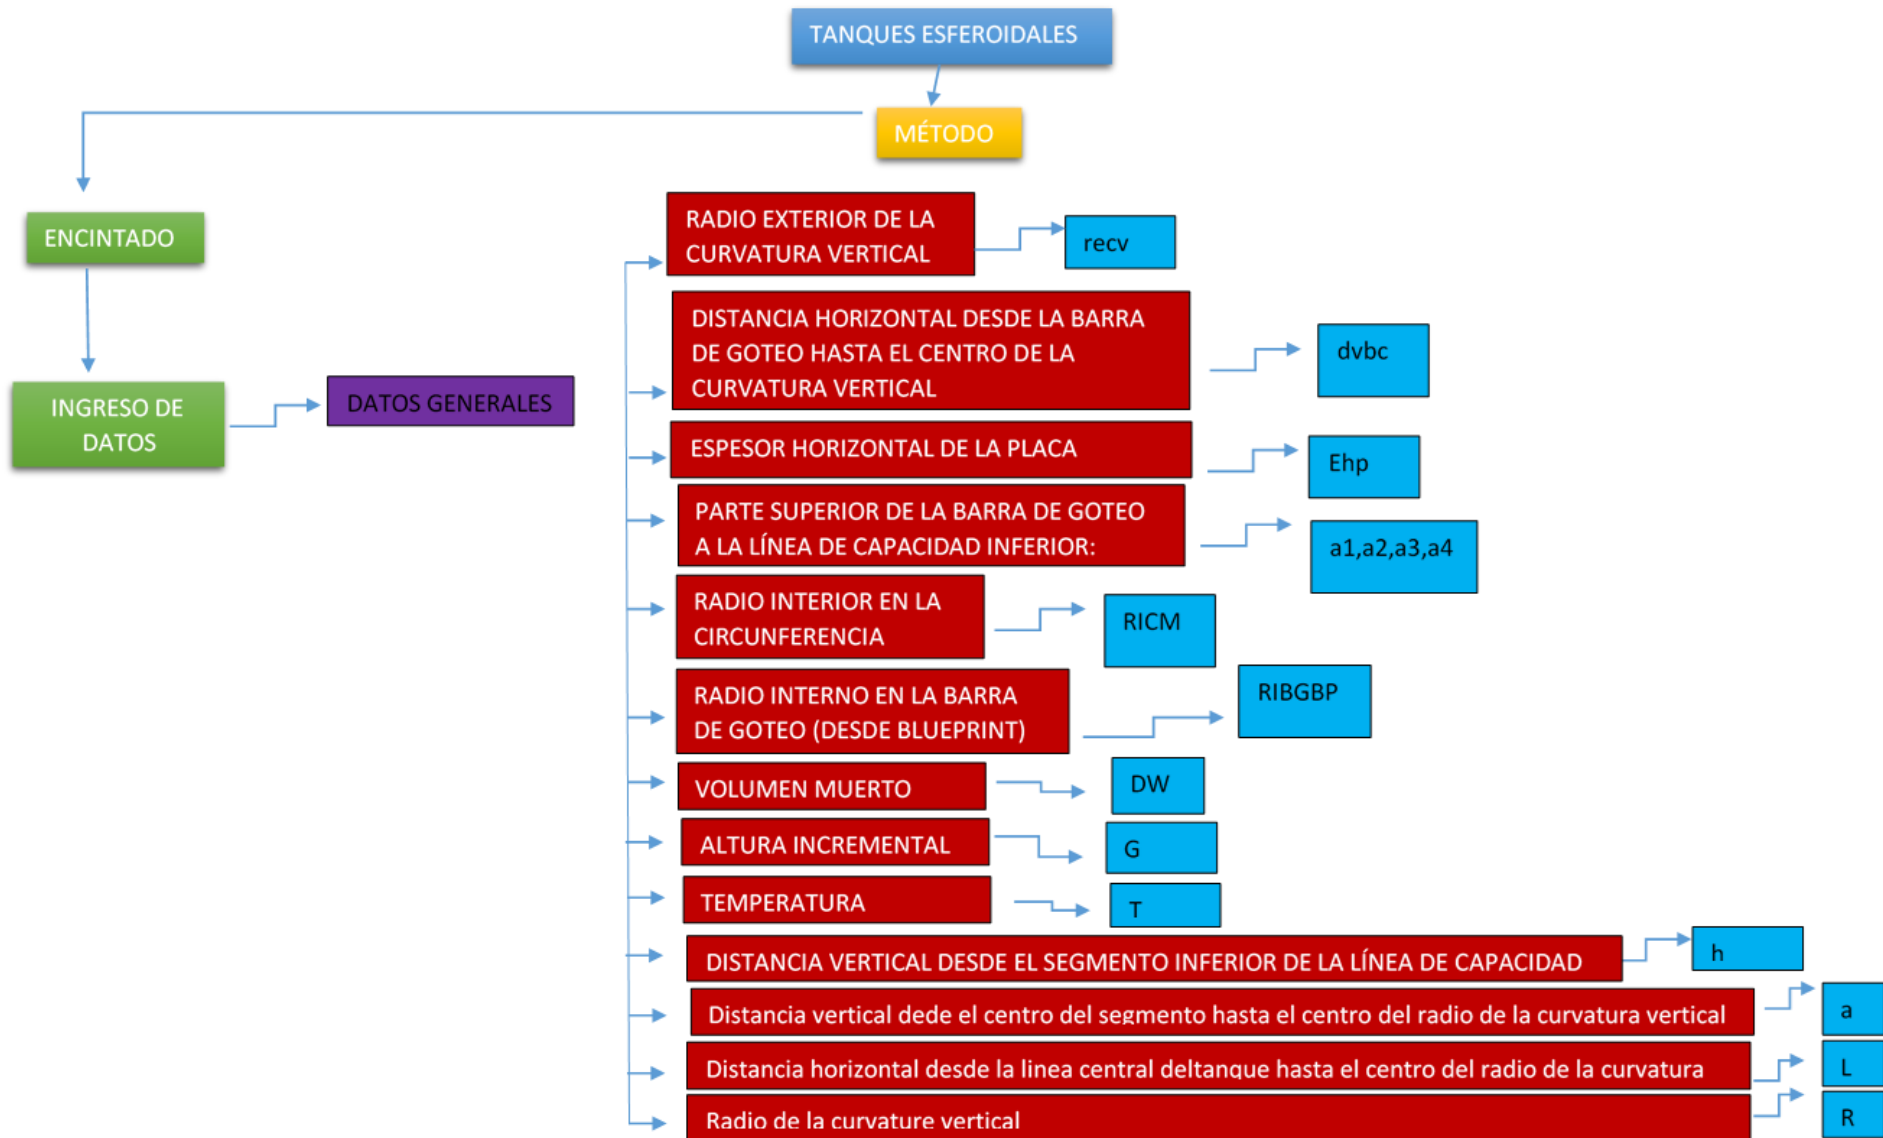 TANQUES ESFEROIDALES
MÉTODO
ENCINTADO
INGRESO DE
DATOS
DATOS GENERALES
RADIO EXTERIOR DE LA
CURVATURA VERTICAL
recv
DISTANCIA HORIZONTAL DESDE LA BARRA
DE GOTEO HASTA EL CENTRO DE LA
CURVATURA VERTICAL
dvbc
ESPESOR HORIZONTAL DE LA PLACA
Ehp
PARTE SUPERIOR DE LA BARRA DE GOTEO
A LA LÍNEA DE CAPACIDAD INFERIOR:
a1,a2,a3,a4
RADIO INTERIOR EN LA
CIRCUNFERENCIA
RICM
RADIO INTERNO EN LA BARRA
DE GOTEO (DESDE BLUEPRINT)
RIBGBP
VOLUMEN MUERTO
DW
ALTURA INCREMENTAL
G
TEMPERATURA
T
DISTANCIA VERTICAL DESDE EL SEGMENTO INFERIOR DE LA LÍNEA DE CAPACIDAD
h
Distancia vertical dede el centro del segmento hasta el centro del radio de la curvatura vertical
a
Distancia horizontal desde la linea central deltanque hasta el centro del radio de la curvatura
L
Radio de la curvature vertical
R